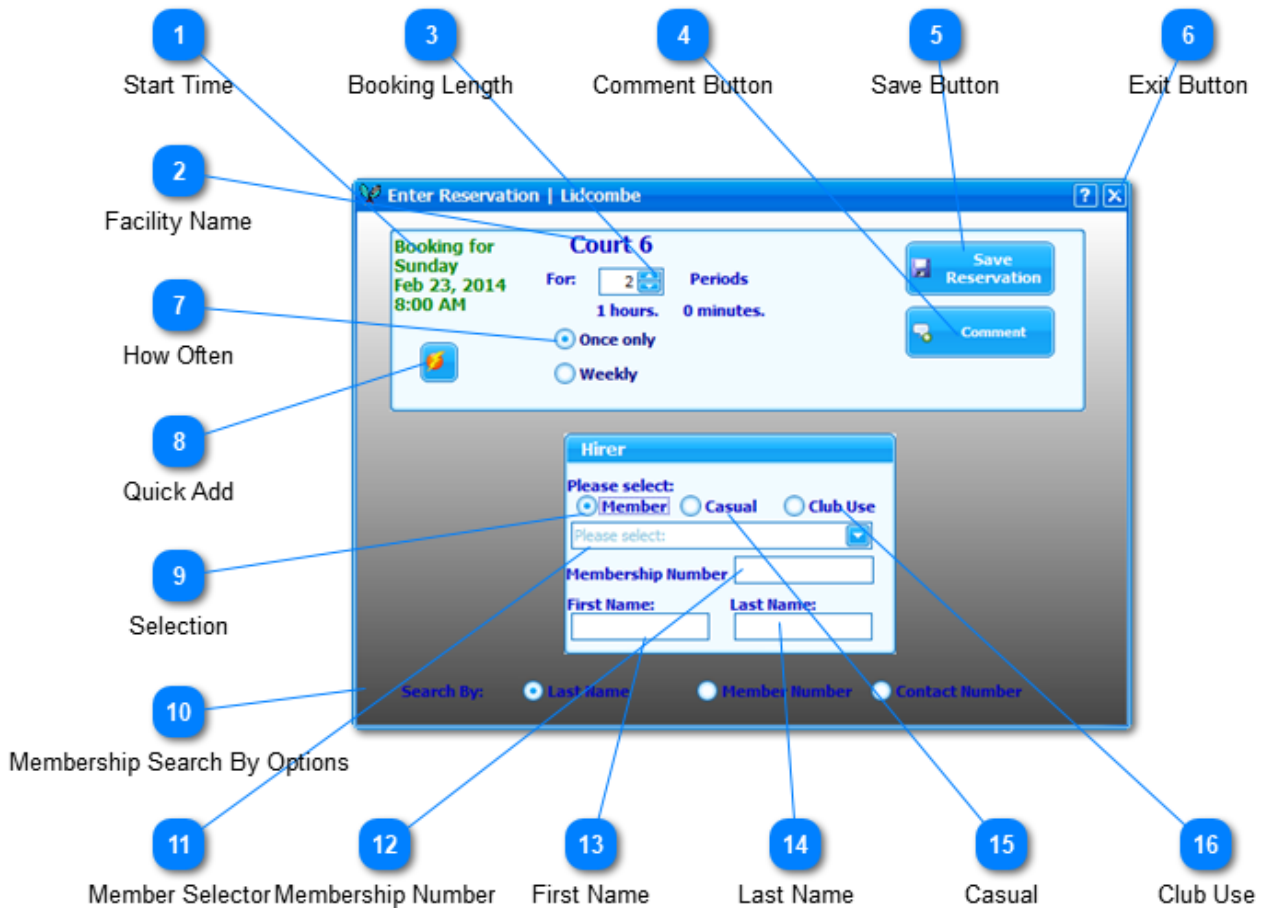 1
3
4
5
6
Start Time
Booking Length
Comment Button
Save Button
Exit Button
2
Facility Name
Enter Reservation | Lidcombe
?
X
Booking for
Sunday
Feb 23, 2014
8:00 AM
Court 6
For: 2 Periods
1 hours. 0 minutes.
Once only
Weekly
Save
Reservation
Comment
7
How Often
8
Quick Add
Hirer
Please select:
Member Casual Club Use
Please select:
Membership Number
First Name: Last Name:
9
Selection
Search By: Last Name Member Number Contact Number
10
Membership Search By Options
11
12
13
14
15
16
Member Selector
Membership Number
First Name
Last Name
Casual
Club Use